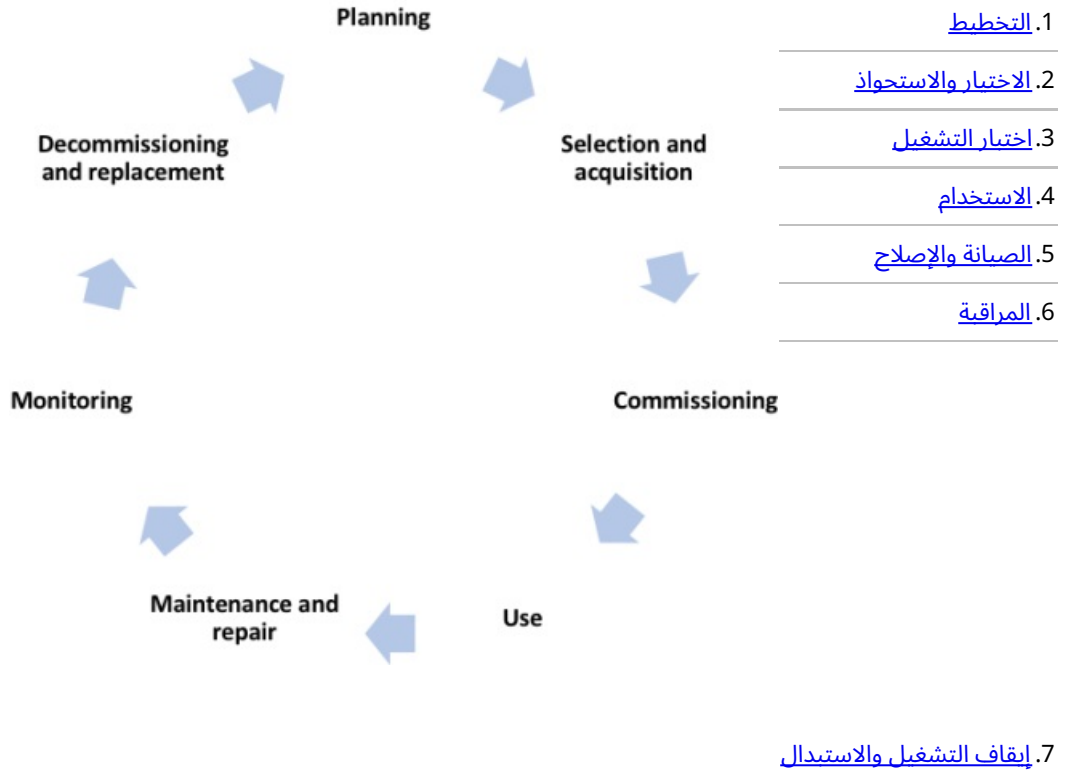 Planning
Selection and
acquisition
Commissioning
Use
Maintenance and
repair
Monitoring
Decommissioning
and replacement
1. التخطيط
2. الاختيار والاستحواذ
3. اختبار التشغيل
4. الاستخدام
5. الصيانة والإصلاح
6. المراقبة
7. إيقاف التشغيل والاستبدال